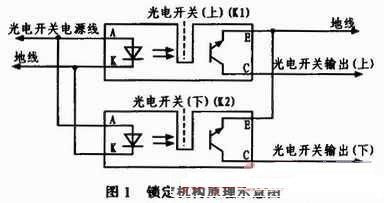 光电开关(上)(K1)
光电开关电源线
地线
A
K
E
C
地线
光电开关输出(上)
光电开关(下)(K2)
A
K
E
C
光电开关输出(下)
图1 锁定机构原理示意图